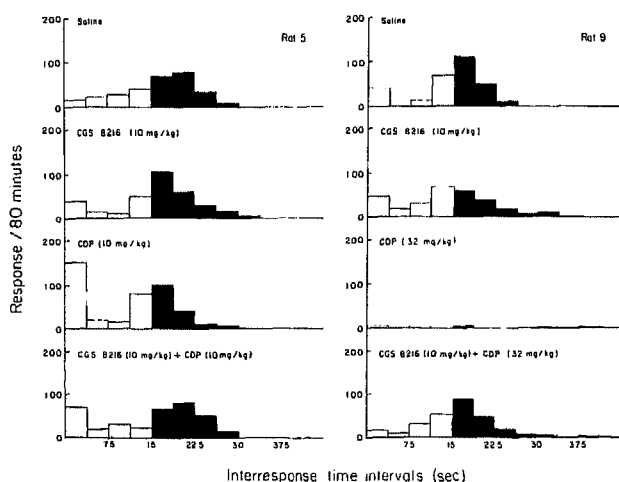 200 Saline Rat 5
100
0
200 CGS 8216 (10 mg/kg)
100
0
200 CDP (10 mg/kg)
100
0
200 CGS 8216 (10 mg/kg) + CDP (10 mg/kg)
100
0
7.5 15 22.5 30 37.5
200 Saline Rat 9
100
0
200 CGS 8216 (10 mg/kg)
100
0
200 CDP (32 mg/kg)
100
0
200 CGS 8216 (10 mg/kg) + CDP (32 mg/kg)
100
0
7.5 15 22.5 30 37.5
Response / 80 minutes
Interresponse time intervals (sec)